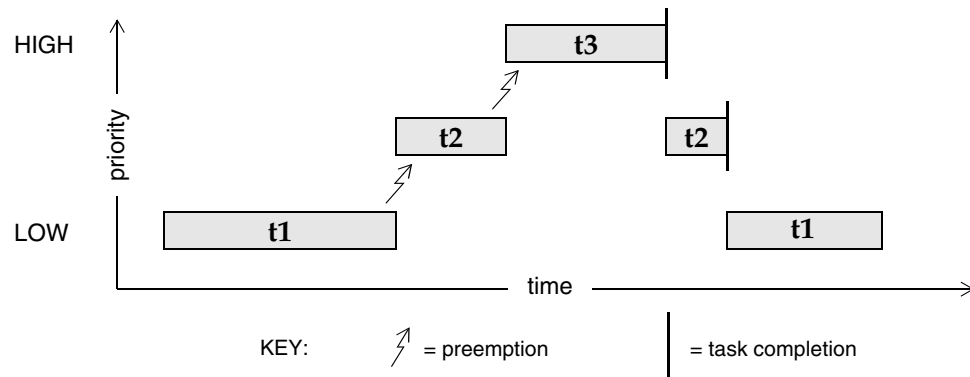 HIGH
t3
priority
t2
t2
LOW
t1
t1
time
KEY:
= preemption
= task completion